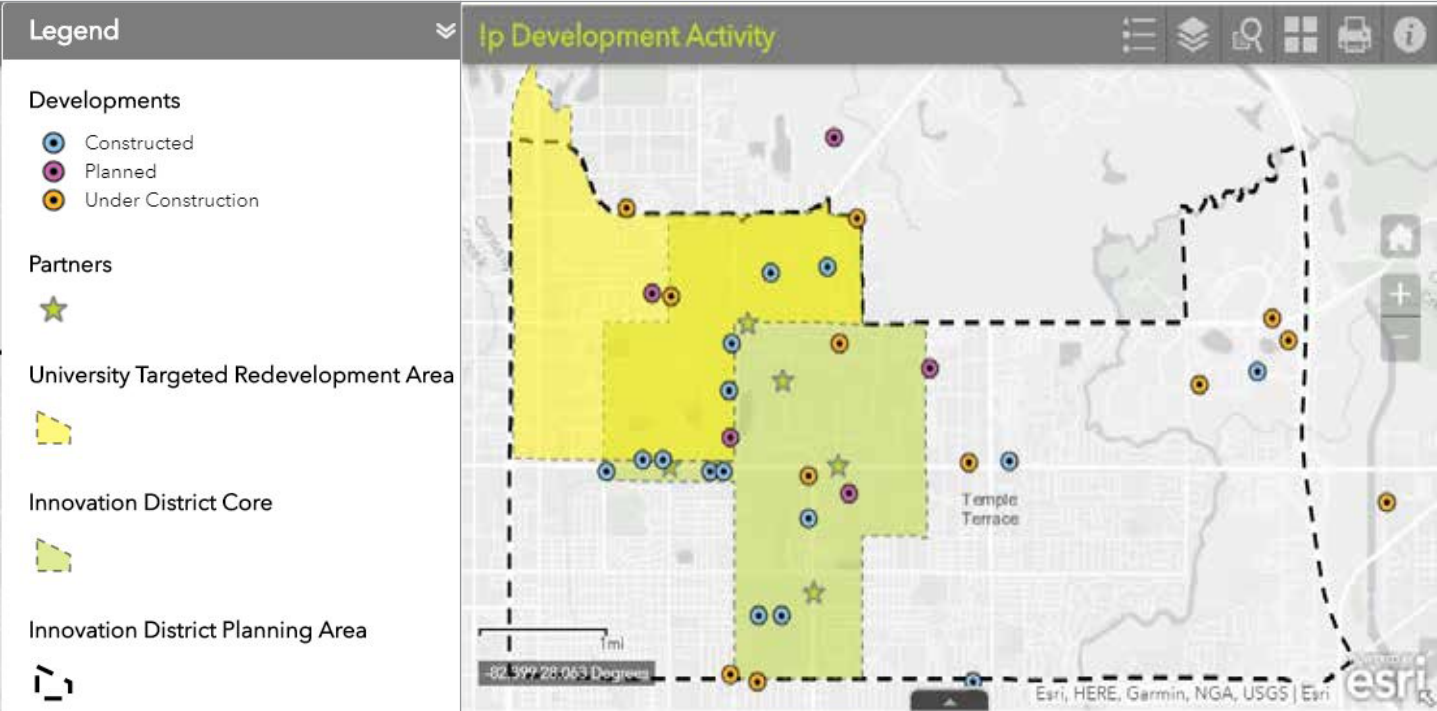 Legend
!p Development Activity
Developments
Constructed
Planned
Under Construction
Partners
University Targeted Redevelopment Area
Innovation District Core
Innovation District Planning Area
Temple
Terrace
1mi
-82.399 28.063 Degrees
Esri, HERE, Garmin, NGA, USGS | Esri
esri